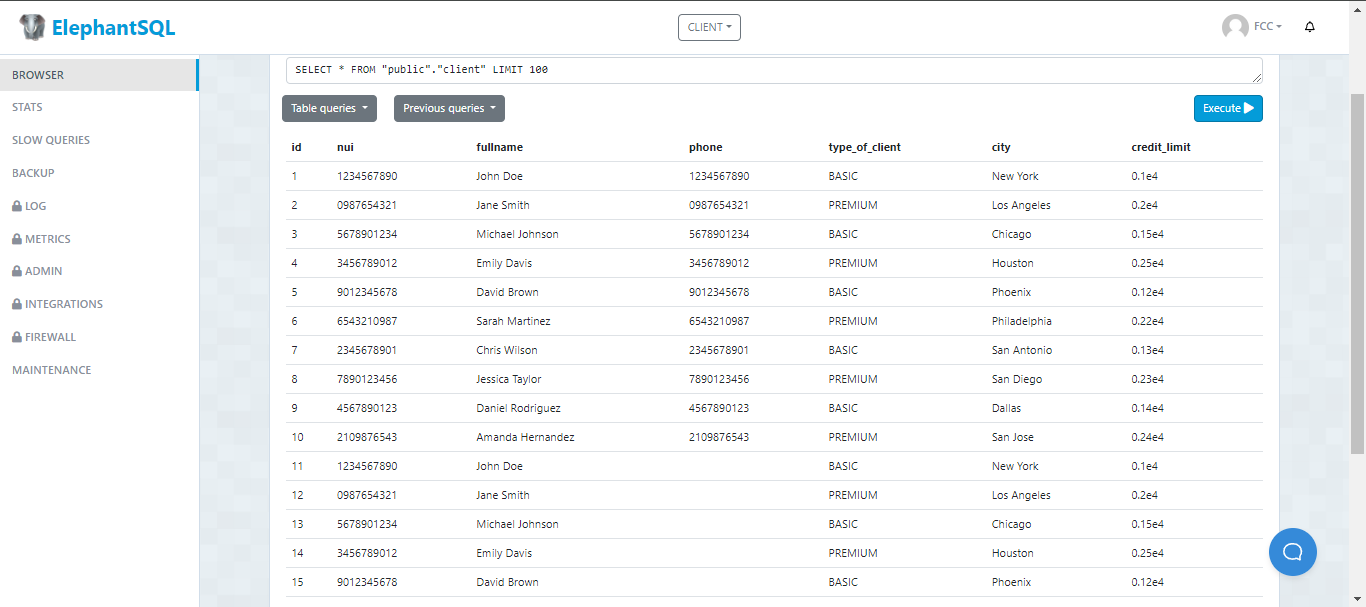 ElephantSQL
CLIENT
FCC
BROWSER
STATS
SLOW QUERIES
BACKUP
LOG
METRICS
ADMIN
INTEGRATIONS
FIREWALL
MAINTENANCE
SELECT * FROM "public"."client" LIMIT 100
Table queries Previous queries Execute
id nui fullname phone type_of_client city credit_limit
1 1234567890 John Doe 1234567890 BASIC New York 0.1e4
2 0987654321 Jane Smith 0987654321 PREMIUM Los Angeles 0.2e4
3 5678901234 Michael Johnson 5678901234 BASIC Chicago 0.15e4
4 3456789012 Emily Davis 3456789012 PREMIUM Houston 0.25e4
5 9012345678 David Brown 9012345678 BASIC Phoenix 0.12e4
6 6543210987 Sarah Martinez 6543210987 PREMIUM Philadelphia 0.22e4
7 2345678901 Chris Wilson 2345678901 BASIC San Antonio 0.13e4
8 7890123456 Jessica Taylor 7890123456 PREMIUM San Diego 0.23e4
9 4567890123 Daniel Rodriguez 4567890123 BASIC Dallas 0.14e4
10 2109876543 Amanda Hernandez 2109876543 PREMIUM San Jose 0.24e4
11 1234567890 John Doe BASIC New York 0.1e4
12 0987654321 Jane Smith PREMIUM Los Angeles 0.2e4
13 5678901234 Michael Johnson BASIC Chicago 0.15e4
14 3456789012 Emily Davis PREMIUM Houston 0.25e4
15 9012345678 David Brown BASIC Phoenix 0.12e4